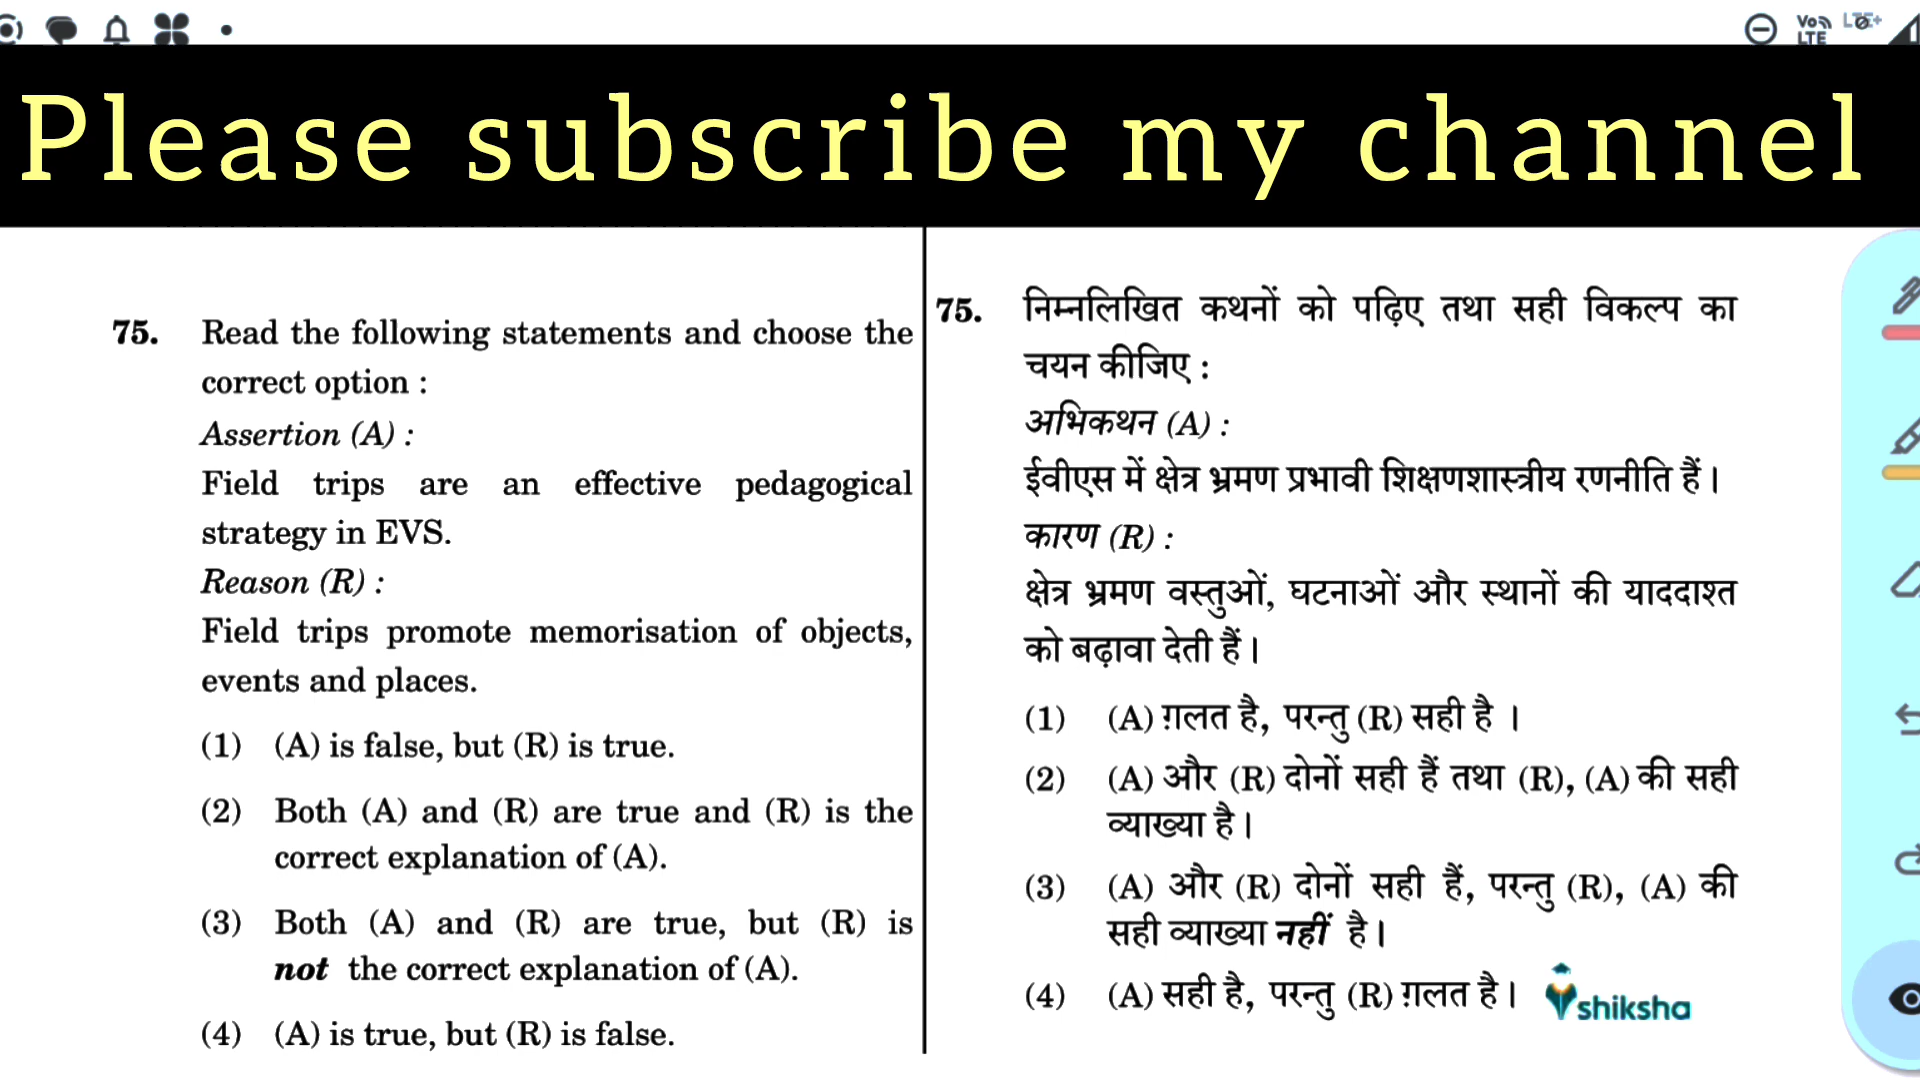 Vo
LTE
LTE+
Please subscribe my channel
75. Read the following statements and choose the
correct option :
Assertion (A) :
Field trips are an effective pedagogical
strategy in EVS.
Reason (R) :
Field trips promote memorisation of objects,
events and places.
(1) (A) is false, but (R) is true.
(2) Both (A) and (R) are true and (R) is the
correct explanation of (A).
(3) Both (A) and (R) are true, but (R) is
not the correct explanation of (A).
(4) (A) is true, but (R) is false.
75. निम्नलिखित कथनों को पढ़िए तथा सही विकल्प का
चयन कीजिए :
अभिकथन (A) :
ईवीएस में क्षेत्र भ्रमण प्रभावी शिक्षणशास्त्रीय रणनीति हैं।
कारण (R) :
क्षेत्र भ्रमण वस्तुओं, घटनाओं और स्थानों की याददाश्त
को बढ़ावा देती हैं।
(1) (A) ग़लत है, परन्तु (R) सही है ।
(2) (A) और (R) दोनों सही हैं तथा (R), (A) की सही
व्याख्या है।
(3) (A) और (R) दोनों सही हैं, परन्तु (R), (A) की
सही व्याख्या नहीं है।
(4) (A) सही है, परन्तु (R) ग़लत है।
shiksha